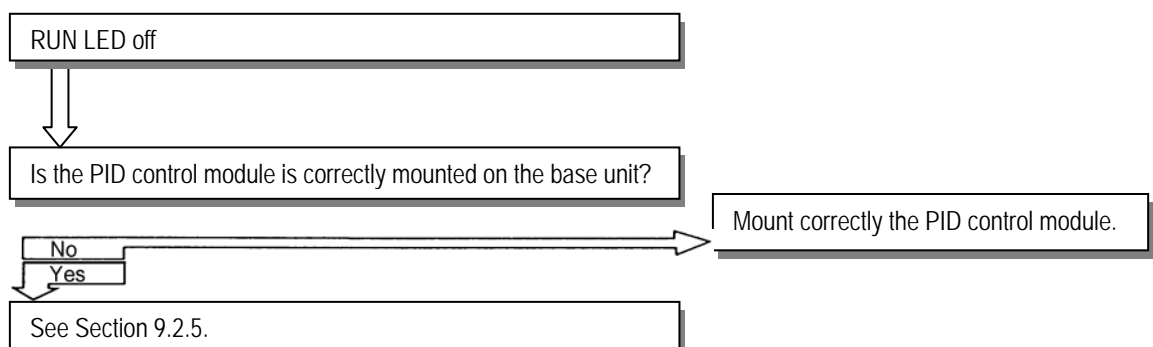 RUN LED off
Is the PID control module is correctly mounted on the base unit?
Mount correctly the PID control module.
No
Yes
See Section 9.2.5.